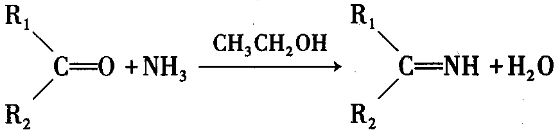 R₁ R₁
CH₃CH₂OH
C=O + NH₃ ⟶ C=NH + H₂O
R₂ R₂